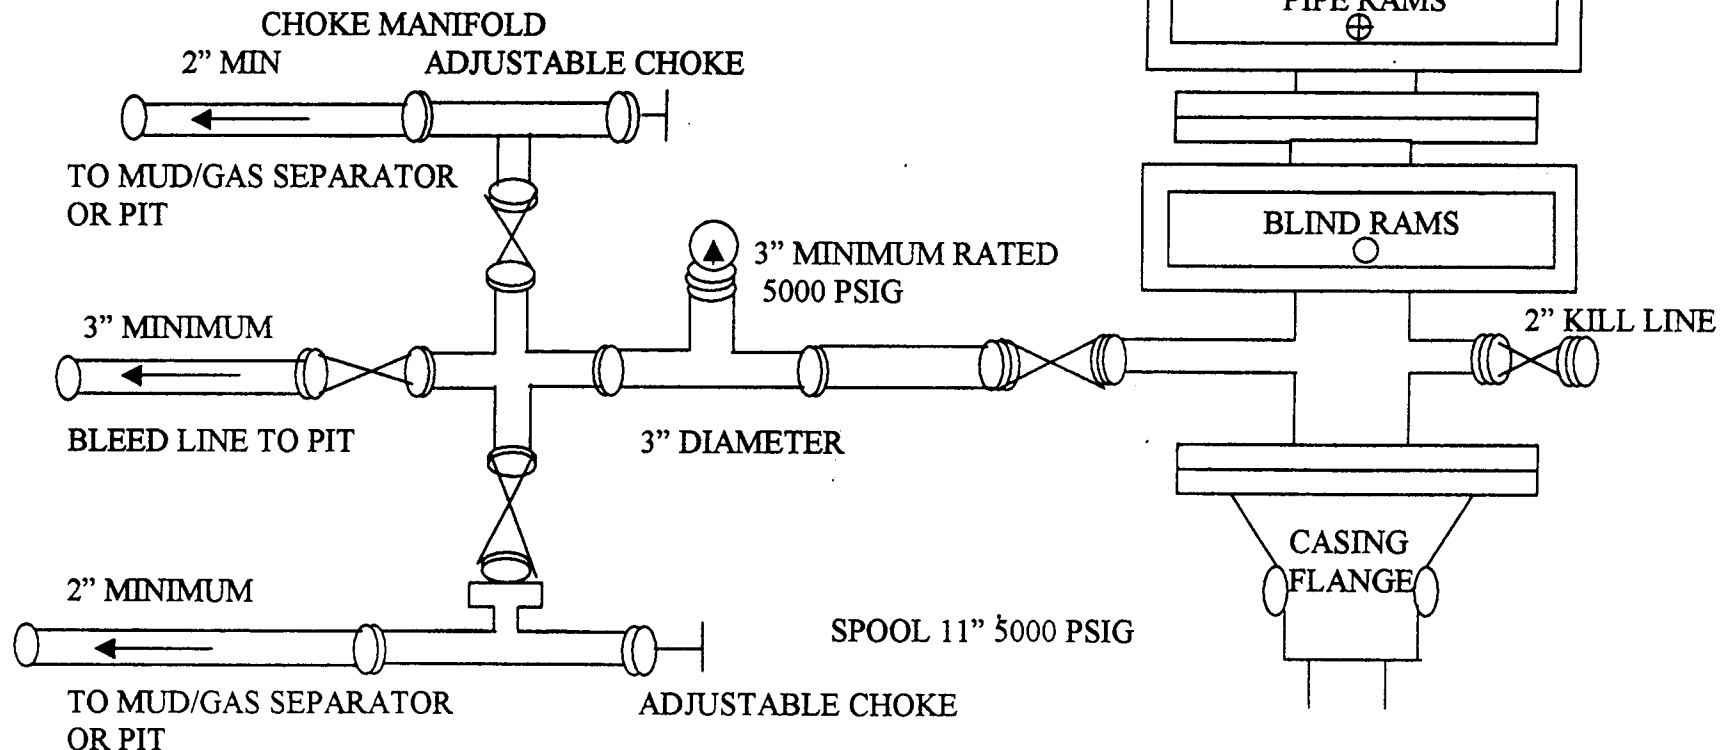 PIPE RAMS
CHOKE MANIFOLD
2” MIN
ADJUSTABLE CHOKE
TO MUD/GAS SEPARATOR
OR PIT
BLIND RAMS
3” MINIMUM RATED
5000 PSIG
3” MINIMUM
2” KILL LINE
BLEED LINE TO PIT
3” DIAMETER
CASING
FLANGE
2” MINIMUM
SPOOL 11” 5000 PSIG
TO MUD/GAS SEPARATOR
OR PIT
ADJUSTABLE CHOKE